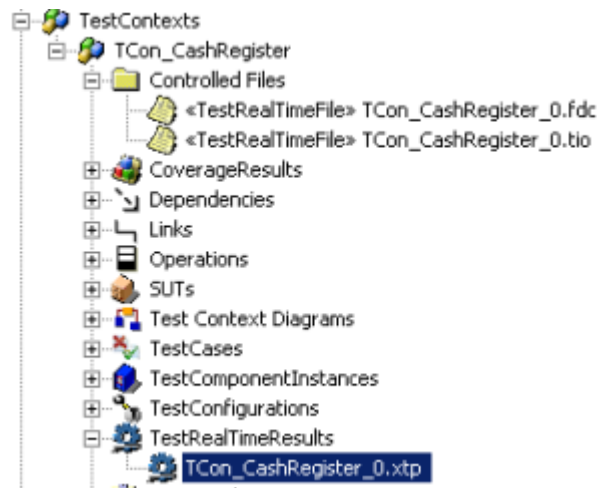 TestContexts
TCon_CashRegister
Controlled Files
«TestRealTimeFile» TCon_CashRegister_0.fdc
«TestRealTimeFile» TCon_CashRegister_0.tio
CoverageResults
Dependencies
Links
Operations
SUTs
Test Context Diagrams
TestCases
TestComponentInstances
TestConfigurations
TestRealTimeResults
TCon_CashRegister_0.xtp